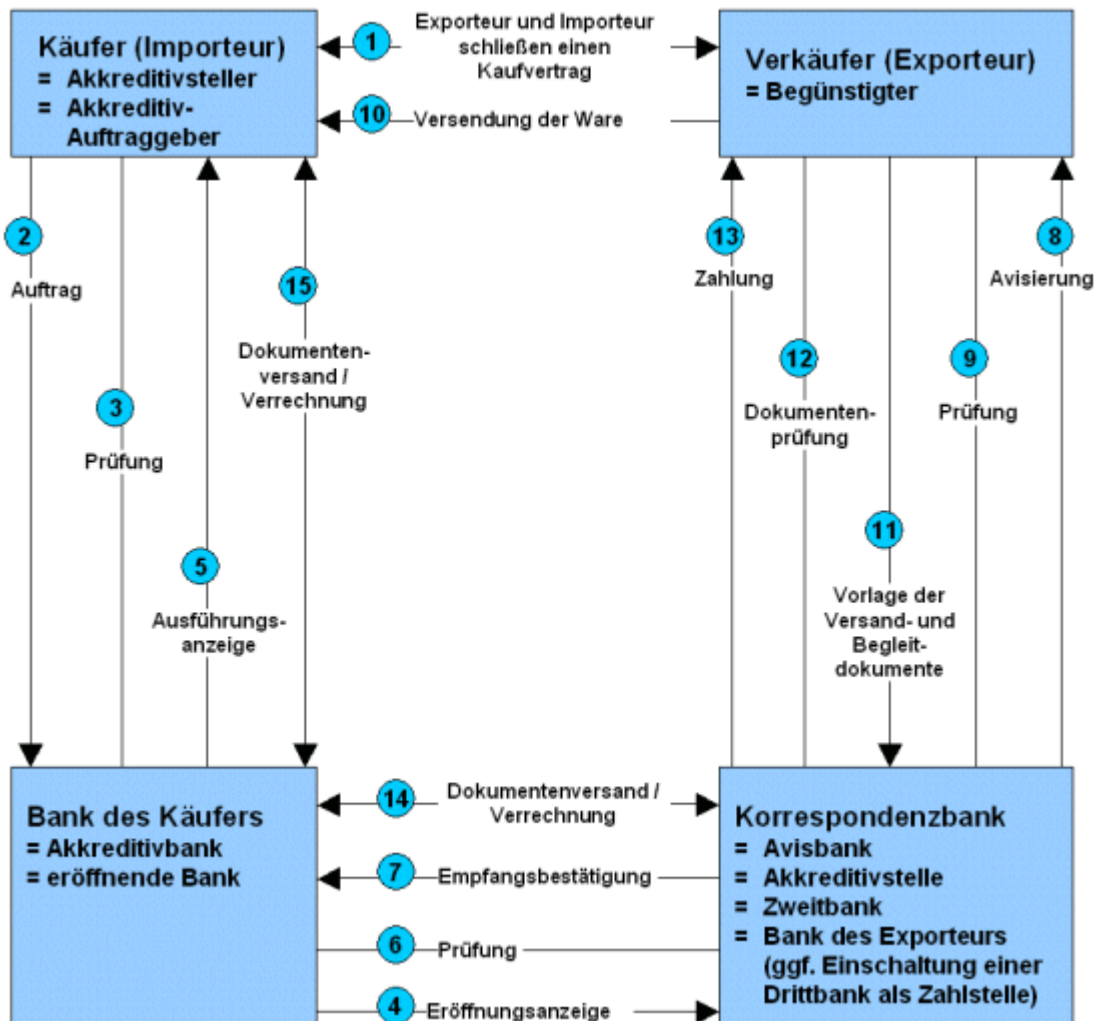 Käufer (Importeur)
= Akkreditivsteller
= Akkreditiv-
Auftraggeber
1
Exporteur und Importeur
schließen einen
Kaufvertrag
10
Versendung der Ware
Verkäufer (Exporteur)
= Begünstigter
2
Auftrag
3
Prüfung
5
Ausführungs-
anzeige
15
Dokumenten-
versand /
Verrechnung
13
Zahlung
12
Dokumenten-
prüfung
11
Vorlage der
Versand- und
Begleit-
dokumente
9
Prüfung
8
Avisierung
Bank des Käufers
= Akkreditivbank
= eröffnende Bank
14
Dokumentenversand /
Verrechnung
7
Empfangsbestätigung
6
Prüfung
4
Eröffnungsanzeige
Korrespondenzbank
= Avisbank
= Akkreditivstelle
= Zweitbank
= Bank des Exporteurs
(ggf. Einschaltung einer
Drittbank als Zahlstelle)